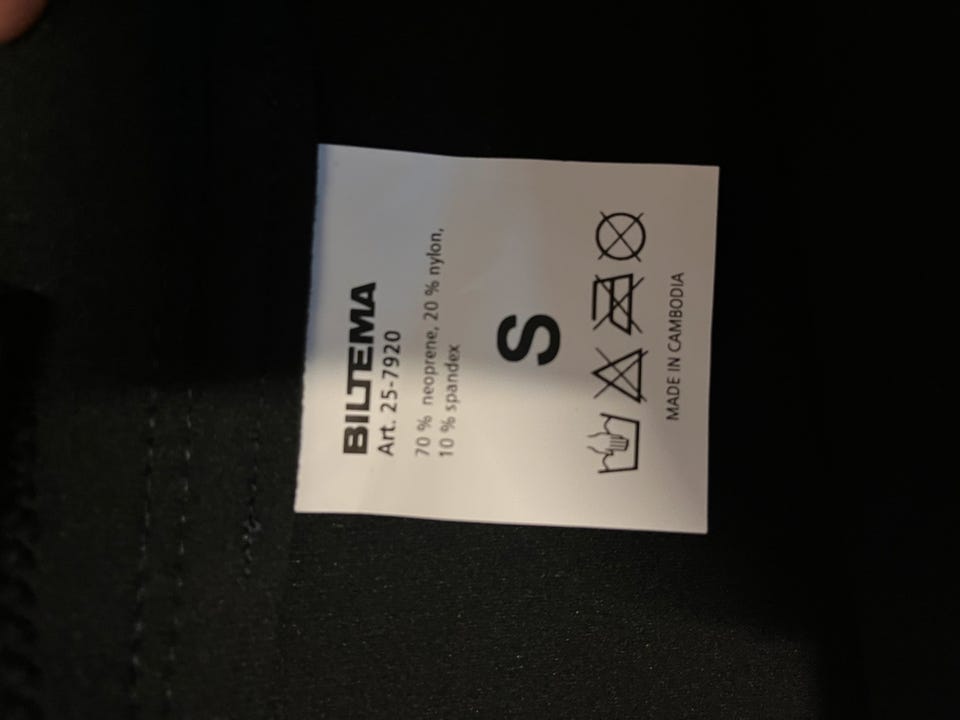 BILTEMA
Art. 25-7920
70 % neoprene, 20 % nylon,
10 % spandex
S
MADE IN CAMBODIA